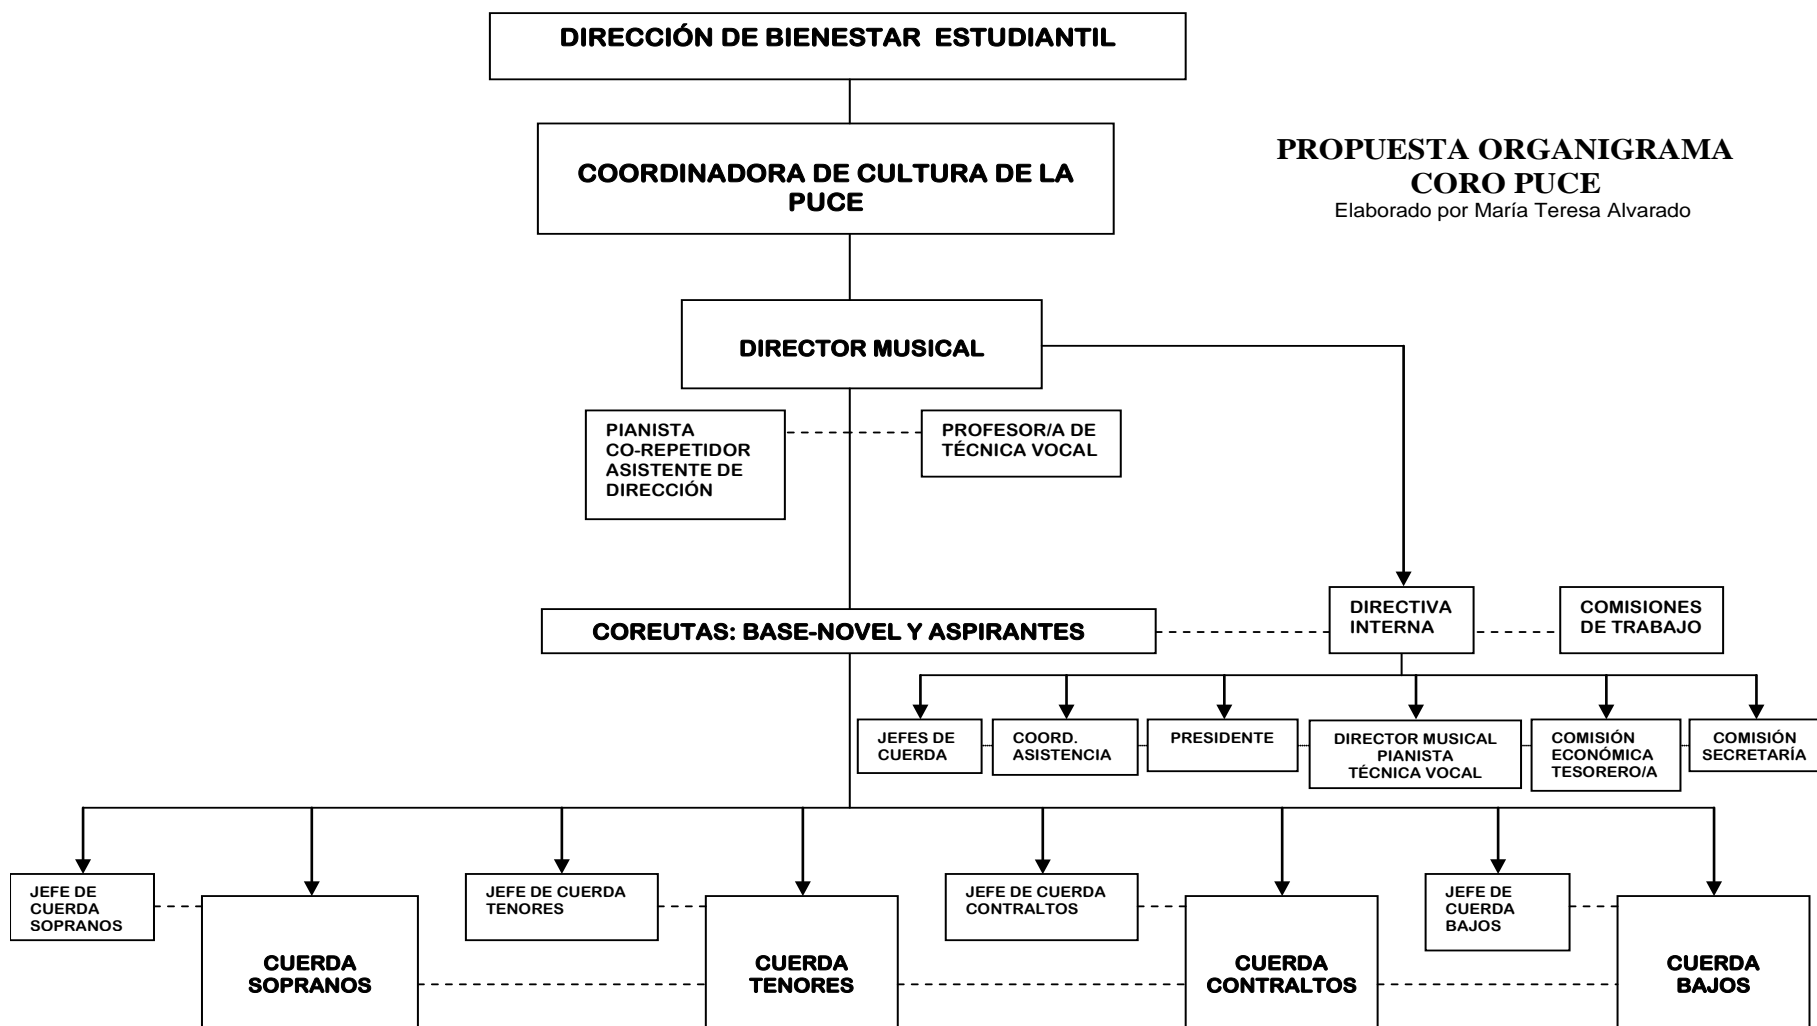 DIRECCIÓN DE BIENESTAR ESTUDIANTIL
COORDINADORA DE CULTURA DE LA
PUCE
PROPUESTA ORGANIGRAMA
CORO PUCE
Elaborado por María Teresa Alvarado
DIRECTOR MUSICAL
PIANISTA
CO-REPETIDOR
ASISTENTE DE
DIRECCIÓN
PROFESOR/A DE
TÉCNICA VOCAL
COREUTAS: BASE-NOVEL Y ASPIRANTES
DIRECTIVA
INTERNA
COMISIONES
DE TRABAJO
JEFES DE
CUERDA
COORD.
ASISTENCIA
PRESIDENTE
DIRECTOR MUSICAL
PIANISTA
TÉCNICA VOCAL
COMISIÓN
ECONÓMICA
TESORERO/A
COMISIÓN
SECRETARÍA
JEFE DE
CUERDA
SOPRANOS
CUERDA
SOPRANOS
JEFE DE CUERDA
TENORES
CUERDA
TENORES
JEFE DE CUERDA
CONTRALTOS
CUERDA
CONTRALTOS
JEFE DE
CUERDA
BAJOS
CUERDA
BAJOS